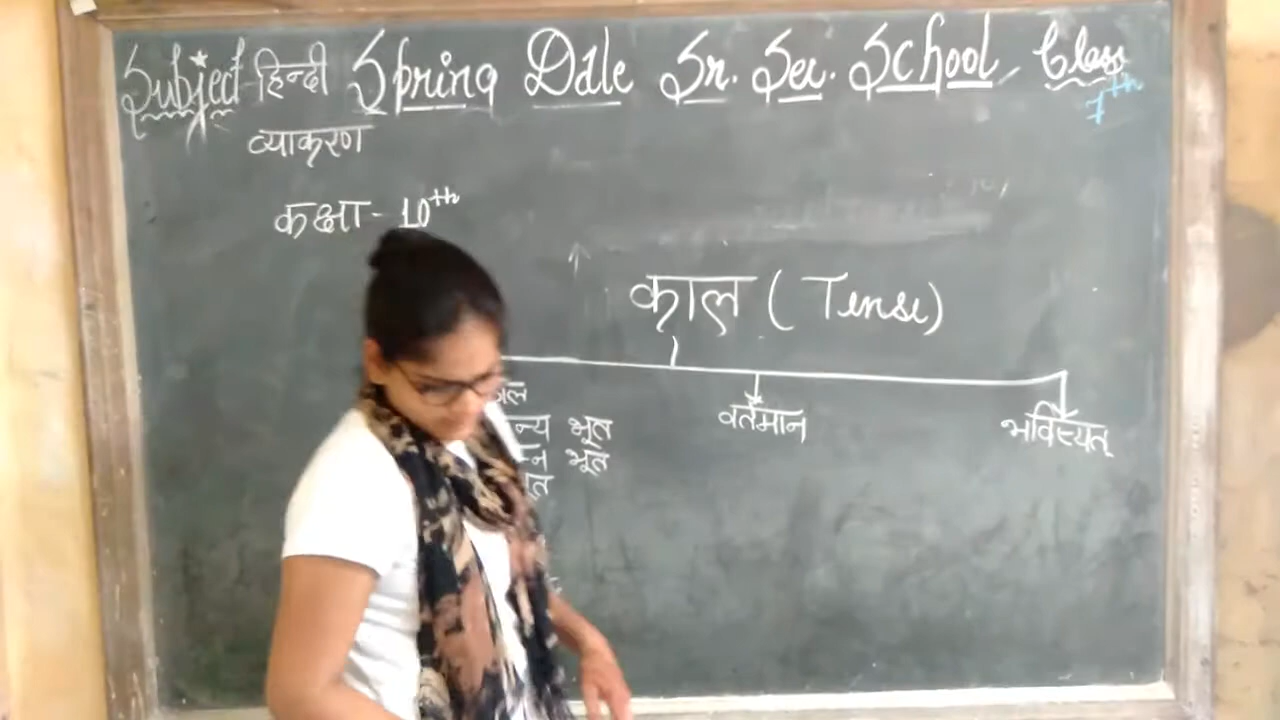 Subject हिन्दी Spring Dale Sr. Sec. School, Class
7th
व्याकरण
कक्षा - 10th
काल (Tense)
वर्तमान भविष्यत्
भूत
भूत